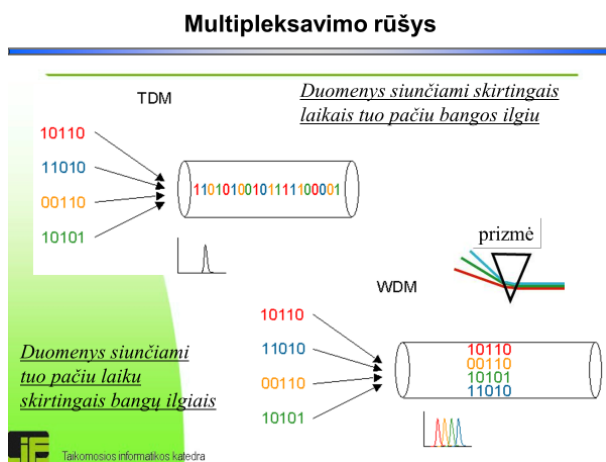 Multipleksavimo rūšys
TDM
Duomenys siunčiami skirtingais
laikais tuo pačiu bangos ilgiu
10110
11010
00110
10101
11010100101111100001
prizmė
WDM
10110
11010
00110
10101
10110
00110
10101
11010
Duomenys siunčiami
tuo pačiu laiku
skirtingais bangų ilgiais
Taikomosios informatikos katedra